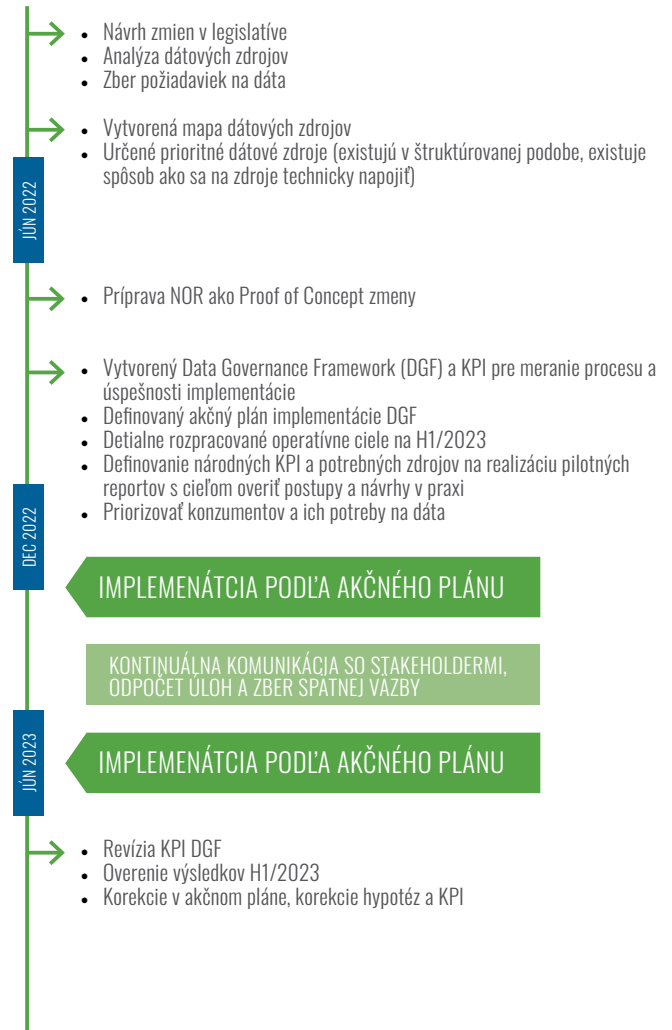 • Návrh zmien v legislatíve
• Analýza dátových zdrojov
• Zber požiadaviek na dáta
• Vytvorená mapa dátových zdrojov
• Určené prioritné dátové zdroje (existujú v štruktúrovanej podobe, existuje
spôsob ako sa na zdroje technicky napojiť)
JÚN 2022
• Príprava NOR ako Proof of Concept zmeny
• Vytvorený Data Governance Framework (DGF) a KPI pre meranie procesu a
úspešnosti implementácie
• Definovaný akčný plán implementácie DGF
• Detialne rozpracované operatívne ciele na H1/2023
• Definovanie národných KPI a potrebných zdrojov na realizáciu pilotných
reportov s cieľom overiť postupy a návrhy v praxi
• Priorizovať konzumentov a ich potreby na dáta
DEC 2022
IMPLEMENÁTCIA PODĽA AKČNÉHO PLÁNU
KONTINUÁLNA KOMUNIKÁCIA SO STAKEHOLDERMI,
ODPOČET ÚLOH A ZBER SPÄTNEJ VÄZBY
JÚN 2023
IMPLEMENÁTCIA PODĽA AKČNÉHO PLÁNU
• Revízia KPI DGF
• Overenie výsledkov H1/2023
• Korekcie v akčnom pláne, korekcie hypotéz a KPI